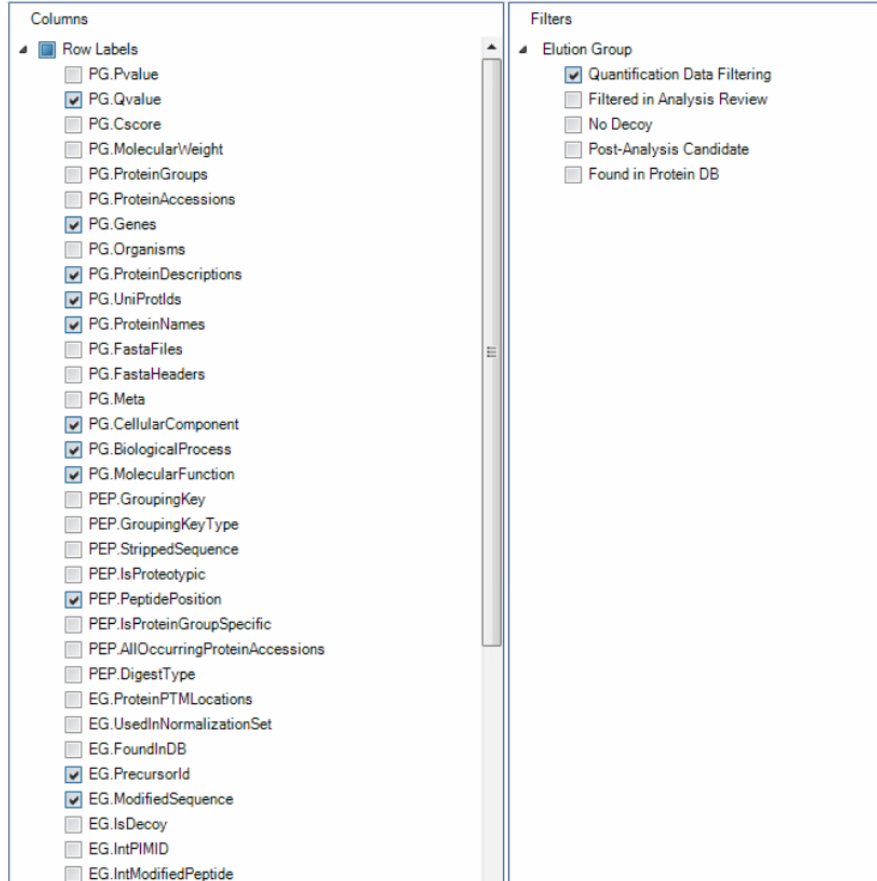 Columns
Row Labels
PG.Pvalue
PG.Qvalue
PG.Cscore
PG.MolecularWeight
PG.ProteinGroups
PG.ProteinAccessions
PG.Genes
PG.Organisms
PG.ProteinDescriptions
PG.UniProtIds
PG.ProteinNames
PG.FastaFiles
PG.FastaHeaders
PG.Meta
PG.CellularComponent
PG.BiologicalProcess
PG.MolecularFunction
PEP.GroupingKey
PEP.GroupingKeyType
PEP.StrippedSequence
PEP.IsProteotypic
PEP.PeptidePosition
PEP.IsProteinGroupSpecific
PEP.AllOccurringProteinAccessions
PEP.DigestType
EG.ProteinPTMLocations
EG.UsedInNormalizationSet
EG.FoundInDB
EG.PrecursorId
EG.ModifiedSequence
EG.IsDecoy
EG.IntPIMID
EG.IntModifiedPeptide
Filters
Elution Group
Quantification Data Filtering
Filtered in Analysis Review
No Decoy
Post-Analysis Candidate
Found in Protein DB